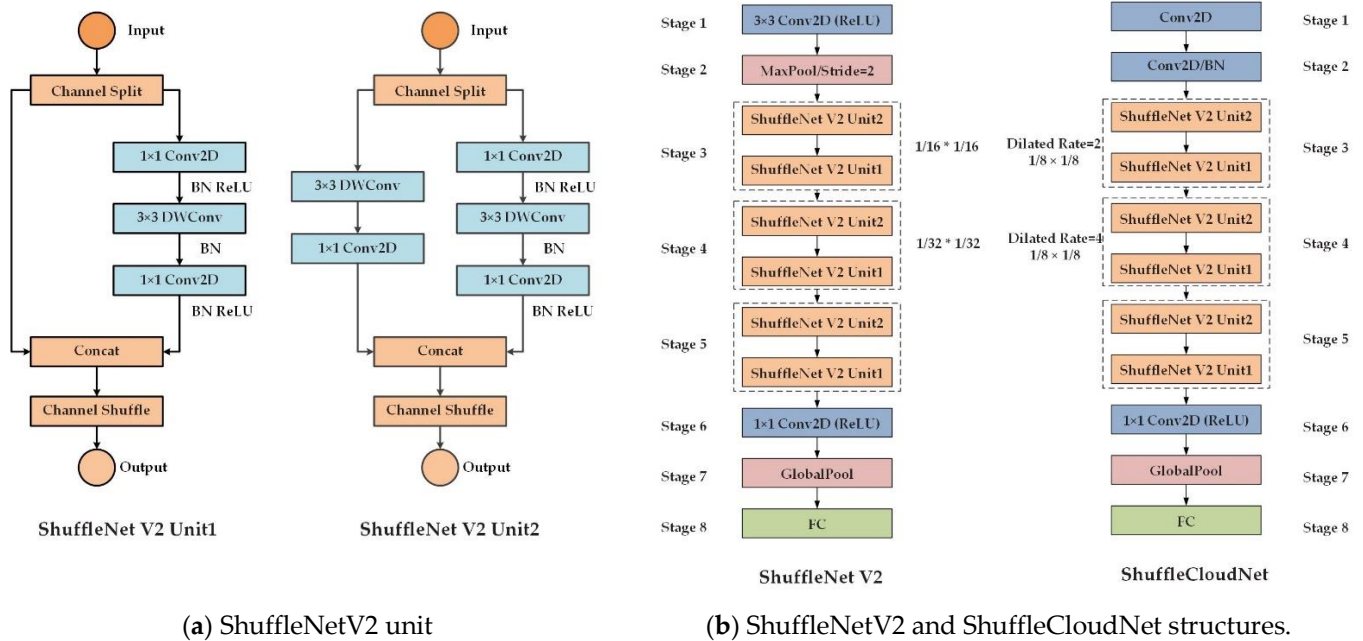 Input
Channel Split
1×1 Conv2D
BN ReLU
3×3 DWConv
BN
1×1 Conv2D
BN ReLU
Concat
Channel Shuffle
Output
ShuffleNet V2 Unit1
Input
Channel Split
3×3 DWConv
1×1 Conv2D
1×1 Conv2D
BN ReLU
3×3 DWConv
BN
1×1 Conv2D
BN ReLU
Concat
Channel Shuffle
Output
ShuffleNet V2 Unit2
(a) ShuffleNetV2 unit
Stage 1
3×3 Conv2D (ReLU)
Stage 2
MaxPool/Stride=2
Stage 3
ShuffleNet V2 Unit2
ShuffleNet V2 Unit1
1/16 * 1/16
Stage 4
ShuffleNet V2 Unit2
ShuffleNet V2 Unit1
1/32 * 1/32
Stage 5
ShuffleNet V2 Unit2
ShuffleNet V2 Unit1
Stage 6
1×1 Conv2D (ReLU)
Stage 7
GlobalPool
Stage 8
FC
ShuffleNet V2
Conv2D
Stage 1
Conv2D/BN
Stage 2
Dilated Rate=2
1/8 × 1/8
ShuffleNet V2 Unit2
ShuffleNet V2 Unit1
Stage 3
Dilated Rate=4
1/8 × 1/8
ShuffleNet V2 Unit2
ShuffleNet V2 Unit1
Stage 4
ShuffleNet V2 Unit2
ShuffleNet V2 Unit1
Stage 5
1×1 Conv2D (ReLU)
Stage 6
GlobalPool
Stage 7
FC
Stage 8
ShuffleCloudNet
(b) ShuffleNetV2 and ShuffleCloudNet structures.